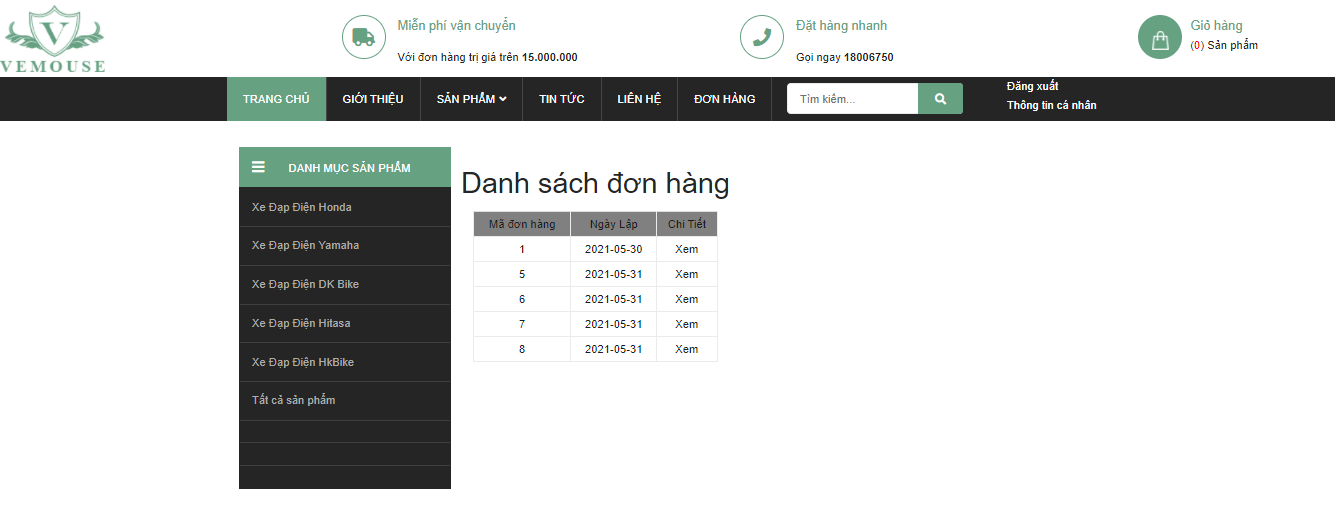 VEMOUSE
Miễn phí vận chuyển
Với đơn hàng trị giá trên 15.000.000
Đặt hàng nhanh
Gọi ngay 18006750
Giỏ hàng
(0) Sản phẩm
TRANG CHỦ GIỚI THIỆU SẢN PHẨM TIN TỨC LIÊN HỆ ĐƠN HÀNG Tìm kiếm...
Đăng xuất
Thông tin cá nhân
DANH MỤC SẢN PHẨM
Xe Đạp Điện Honda
Xe Đạp Điện Yamaha
Xe Đạp Điện DK Bike
Xe Đạp Điện Hitasa
Xe Đạp Điện HkBike
Tất cả sản phẩm
Danh sách đơn hàng
Mã đơn hàng Ngày Lập Chi Tiết
1 2021-05-30 Xem
5 2021-05-31 Xem
6 2021-05-31 Xem
7 2021-05-31 Xem
8 2021-05-31 Xem